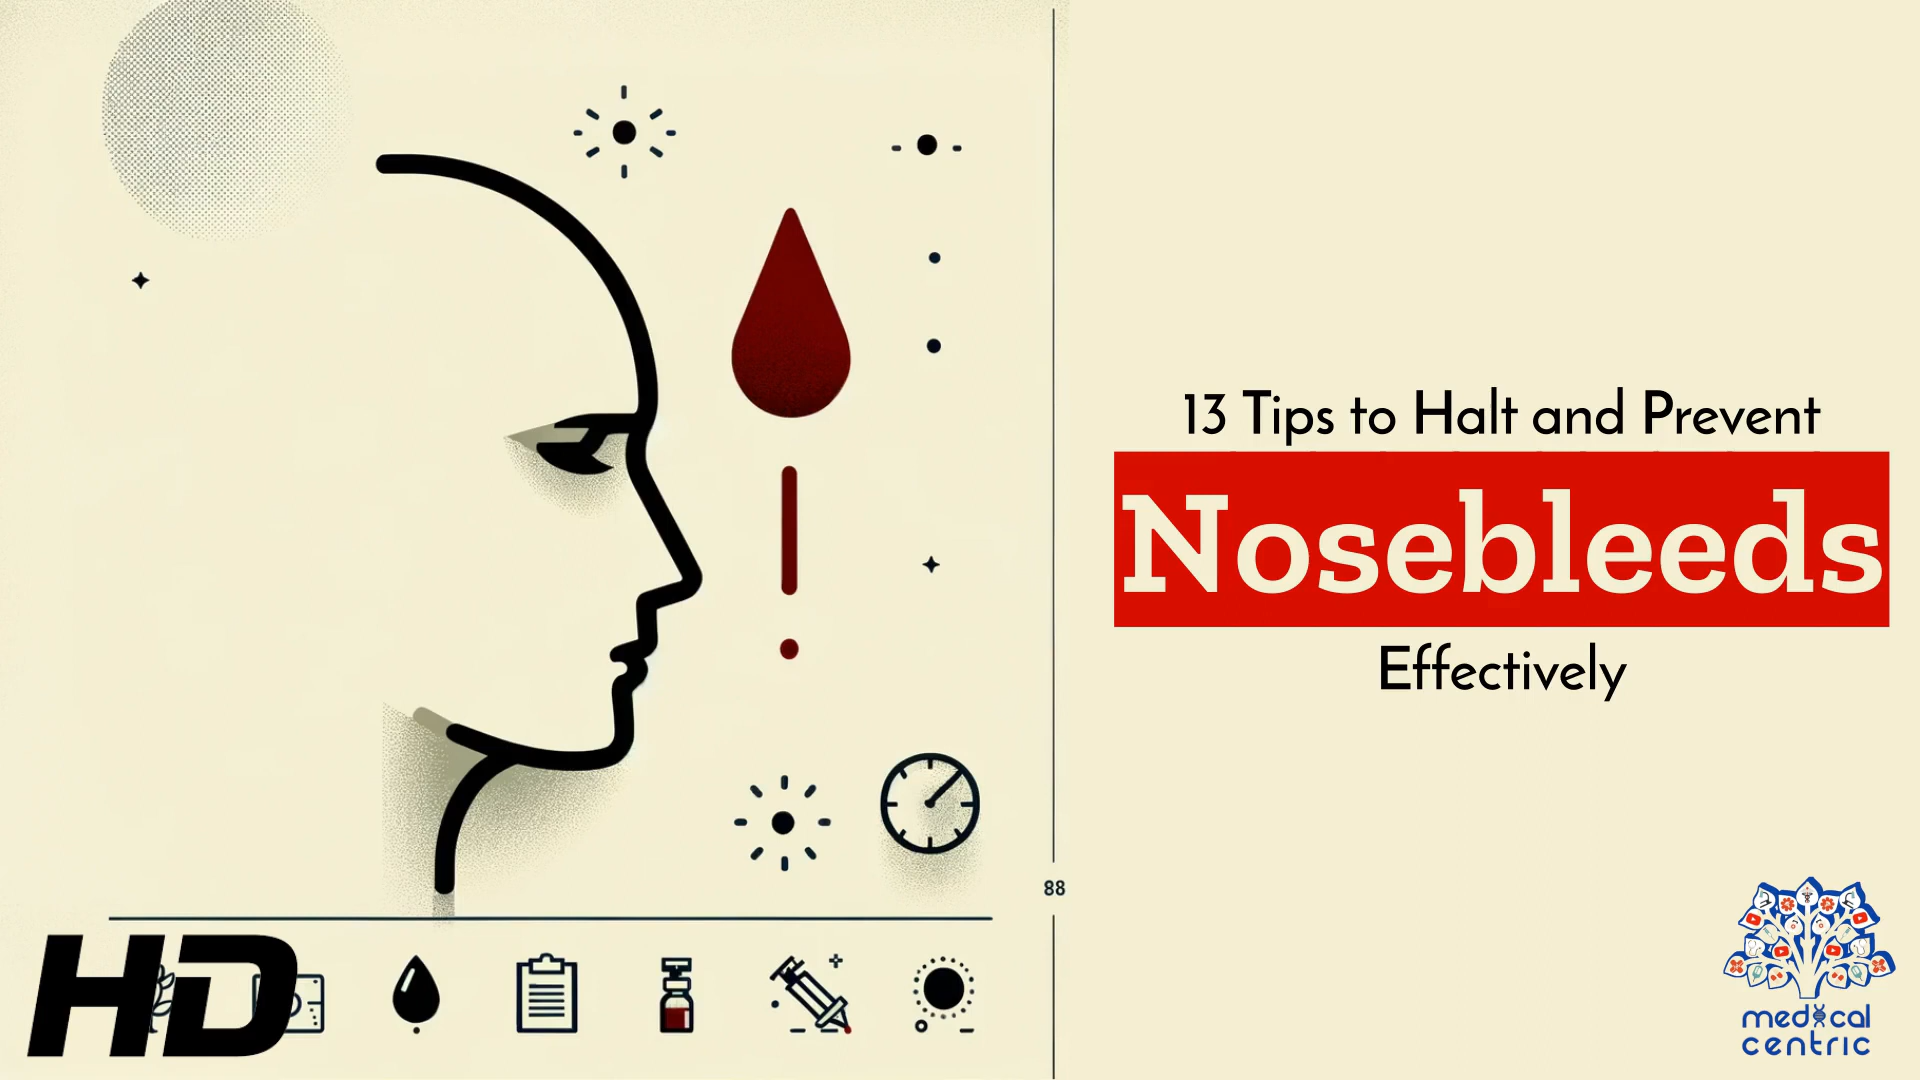 13 Tips to Halt and Prevent
Nosebleeds
Effectively
88
HD
medical
centric